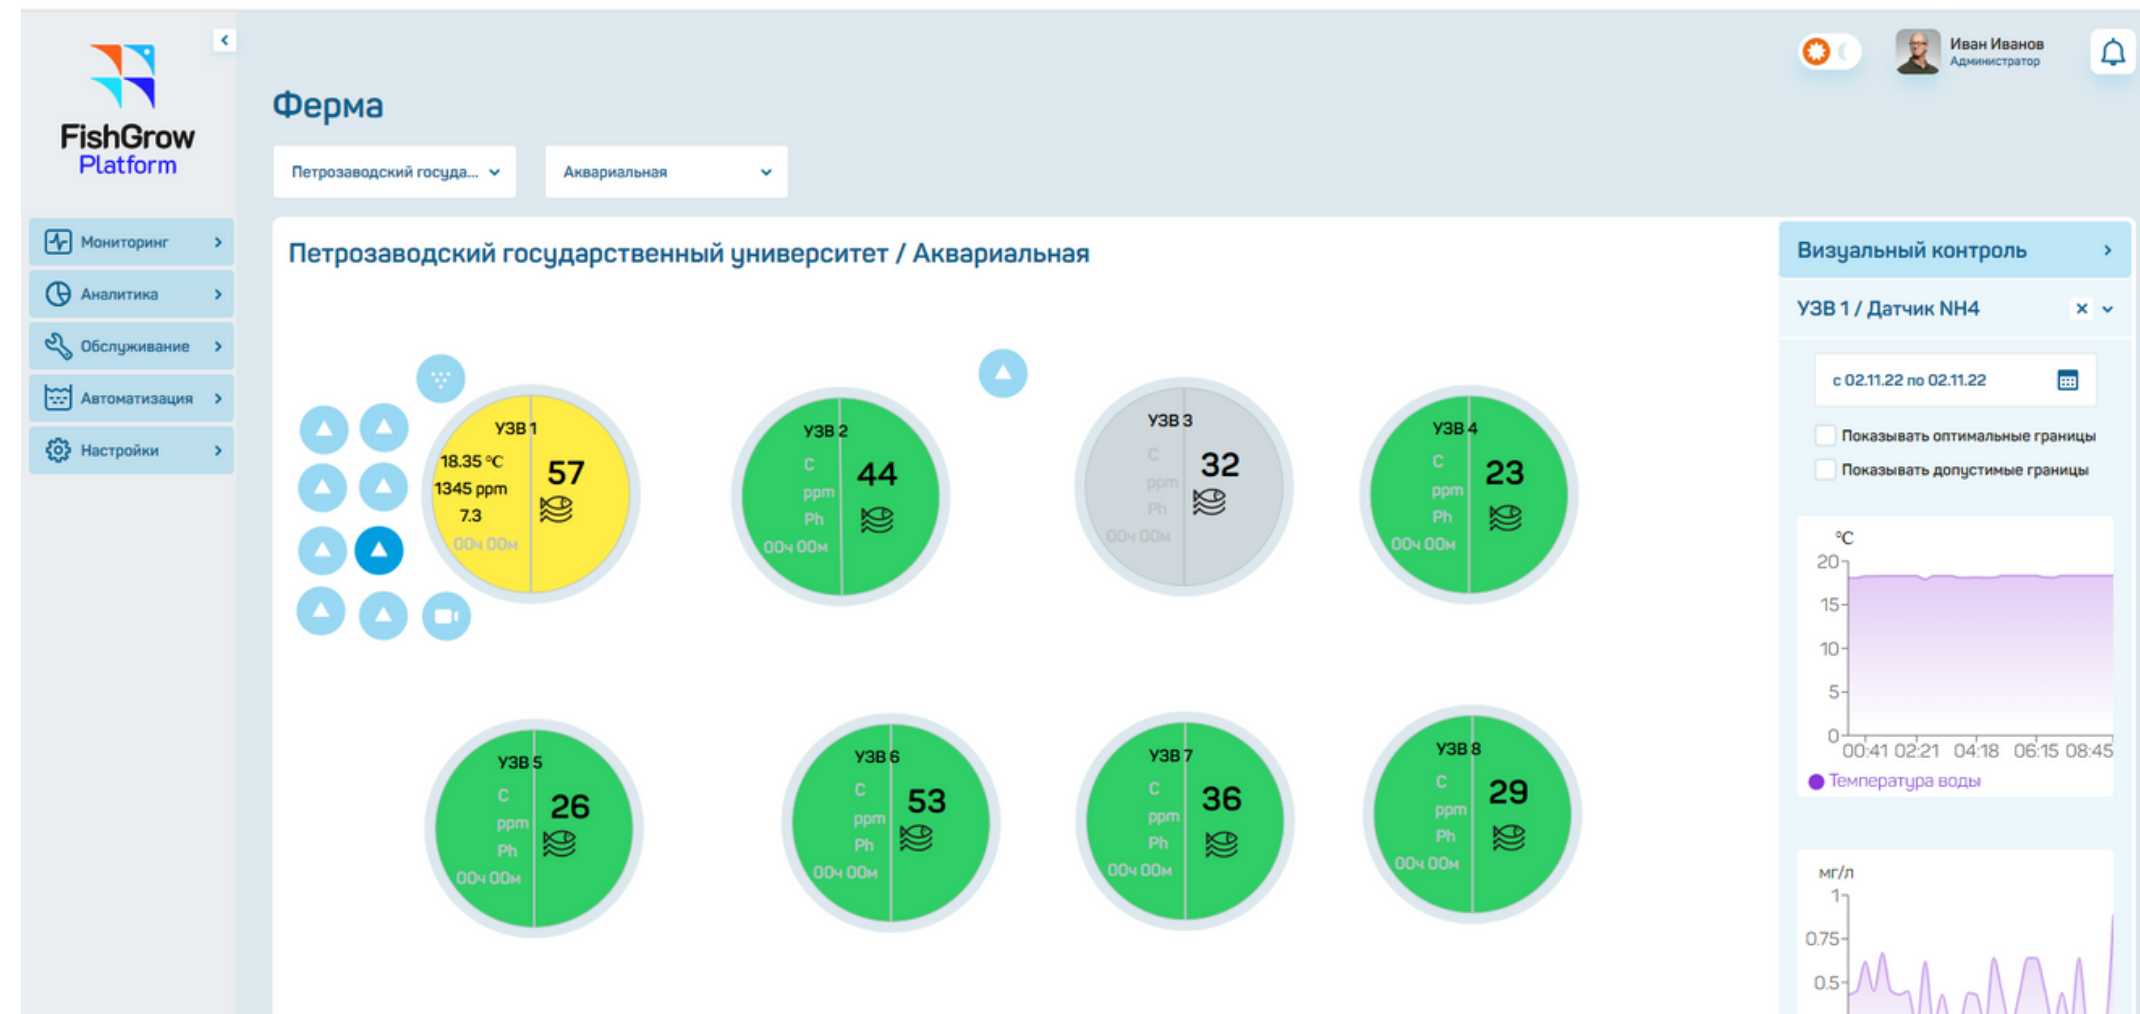 FishGrow
Platform
Мониторинг
Аналитика
Обслуживание
Автоматизация
Настройки
Иван Иванов
Администратор
Ферма
Петрозаводский госуда...
Аквариальная
Петрозаводский государственный университет / Аквариальная
УЗВ 1
18.35 °C
1345 ppm
7.3
00ч 00м
57
УЗВ 2
C
ppm
Ph
00ч 00м
44
УЗВ 3
C
ppm
Ph
00ч 00м
32
УЗВ 4
C
ppm
Ph
00ч 00м
23
УЗВ 5
C
ppm
Ph
00ч 00м
26
УЗВ 6
C
ppm
Ph
00ч 00м
53
УЗВ 7
C
ppm
Ph
00ч 00м
36
УЗВ 8
C
ppm
Ph
00ч 00м
29
Визуальный контроль
УЗВ 1 / Датчик NH4
с 02.11.22 по 02.11.22
Показывать оптимальные границы
Показывать допустимые границы
°C
20
15
10
5
0
00:41 02:21 04:18 06:15 08:45
Температура воды
мг/л
1
0.75
0.5